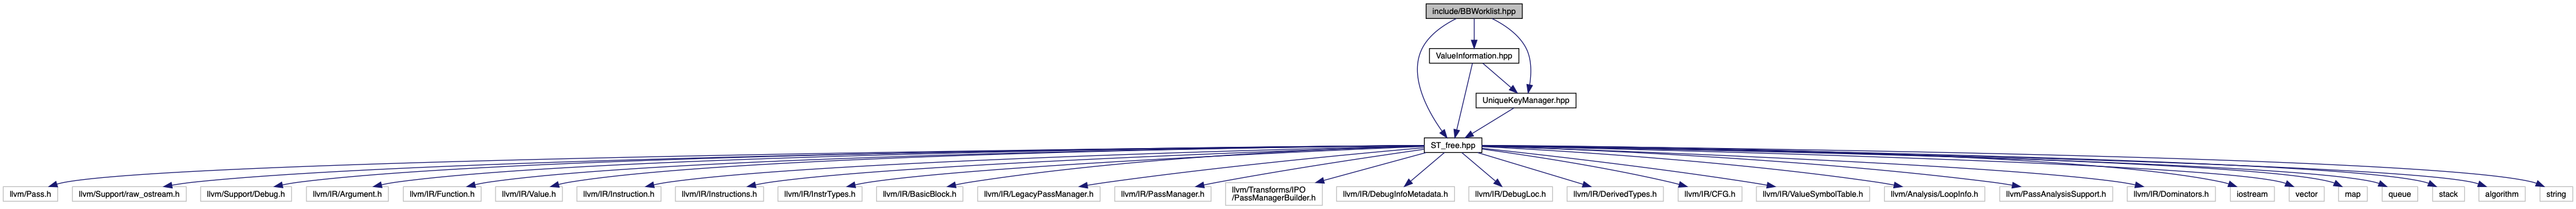 include/BBWorklist.hpp
ValueInformation.hpp
UniqueKeyManager.hpp
ST_free.hpp
llvm/Pass.h
llvm/Support/raw_ostream.h
llvm/Support/Debug.h
llvm/IR/Argument.h
llvm/IR/Function.h
llvm/IR/Value.h
llvm/IR/Instruction.h
llvm/IR/Instructions.h
llvm/IR/InstrTypes.h
llvm/IR/BasicBlock.h
llvm/IR/LegacyPassManager.h
llvm/IR/PassManager.h
llvm/Transforms/IPO
/PassManagerBuilder.h
llvm/IR/DebugInfoMetadata.h
llvm/IR/DebugLoc.h
llvm/IR/DerivedTypes.h
llvm/IR/CFG.h
llvm/IR/ValueSymbolTable.h
llvm/Analysis/LoopInfo.h
llvm/PassAnalysisSupport.h
llvm/IR/Dominators.h
iostream
vector
map
queue
stack
algorithm
string